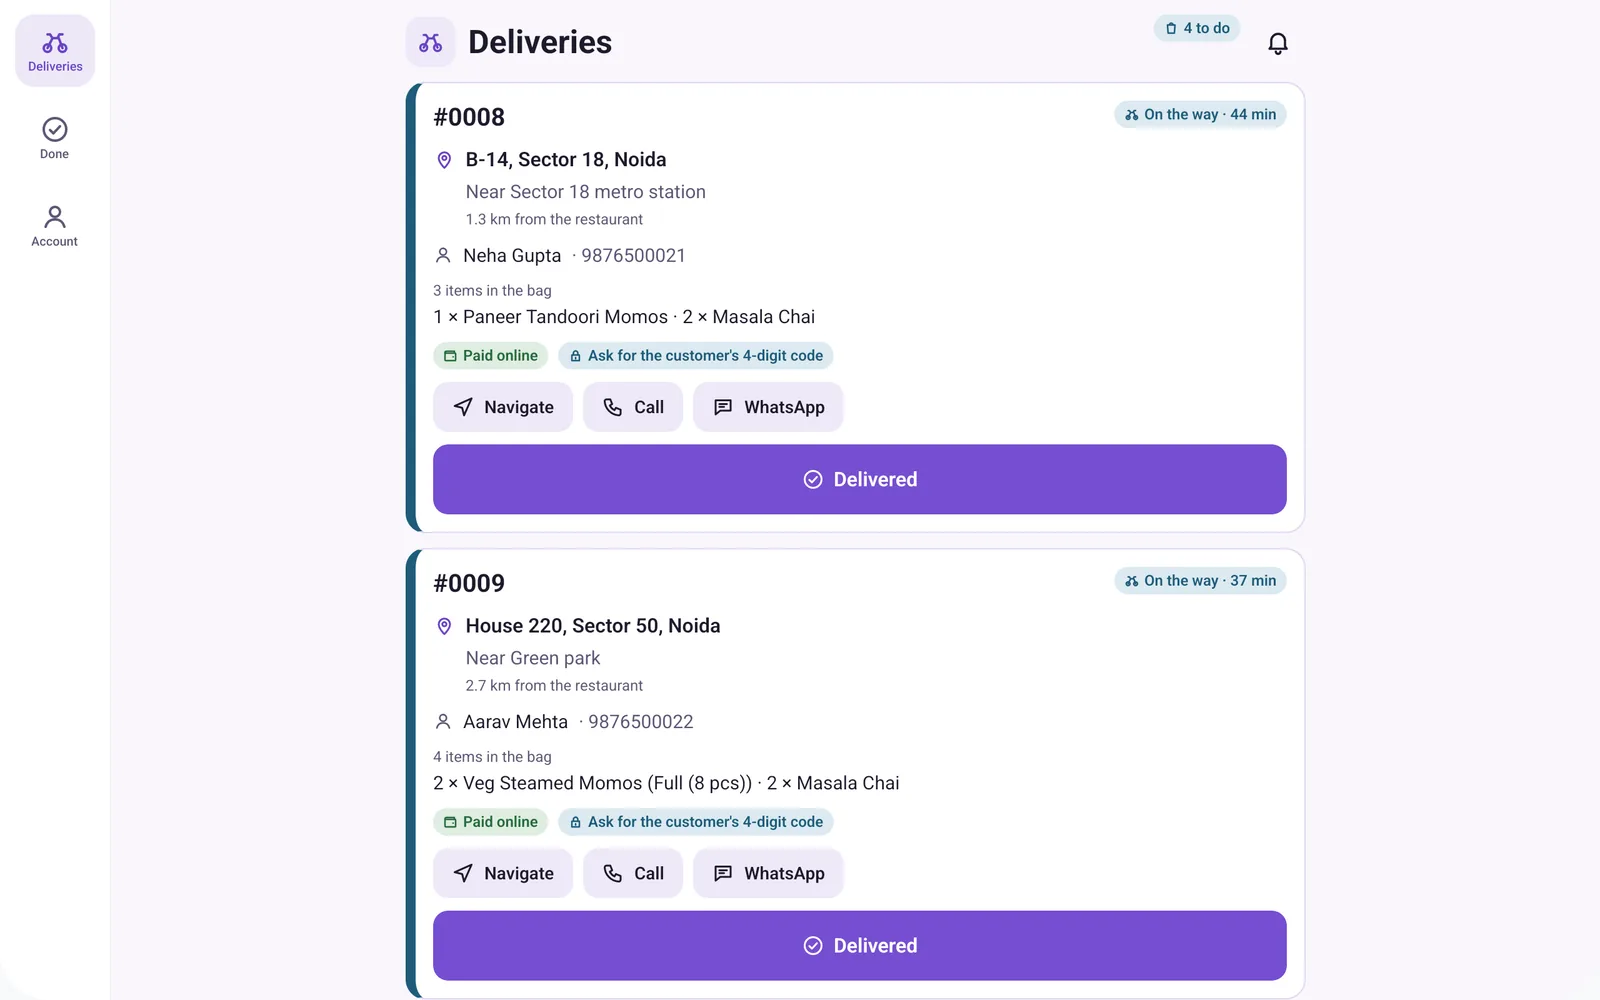 Deliveries
Done
Account
Deliveries
4 to do
#0008
On the way · 44 min
B-14, Sector 18, Noida
Near Sector 18 metro station
1.3 km from the restaurant
Neha Gupta · 9876500021
3 items in the bag
1 × Paneer Tandoori Momos · 2 × Masala Chai
Paid online
Ask for the customer's 4-digit code
Navigate
Call
WhatsApp
Delivered
#0009
On the way · 37 min
House 220, Sector 50, Noida
Near Green park
2.7 km from the restaurant
Aarav Mehta · 9876500022
4 items in the bag
2 × Veg Steamed Momos (Full (8 pcs)) · 2 × Masala Chai
Paid online
Ask for the customer's 4-digit code
Navigate
Call
WhatsApp
Delivered